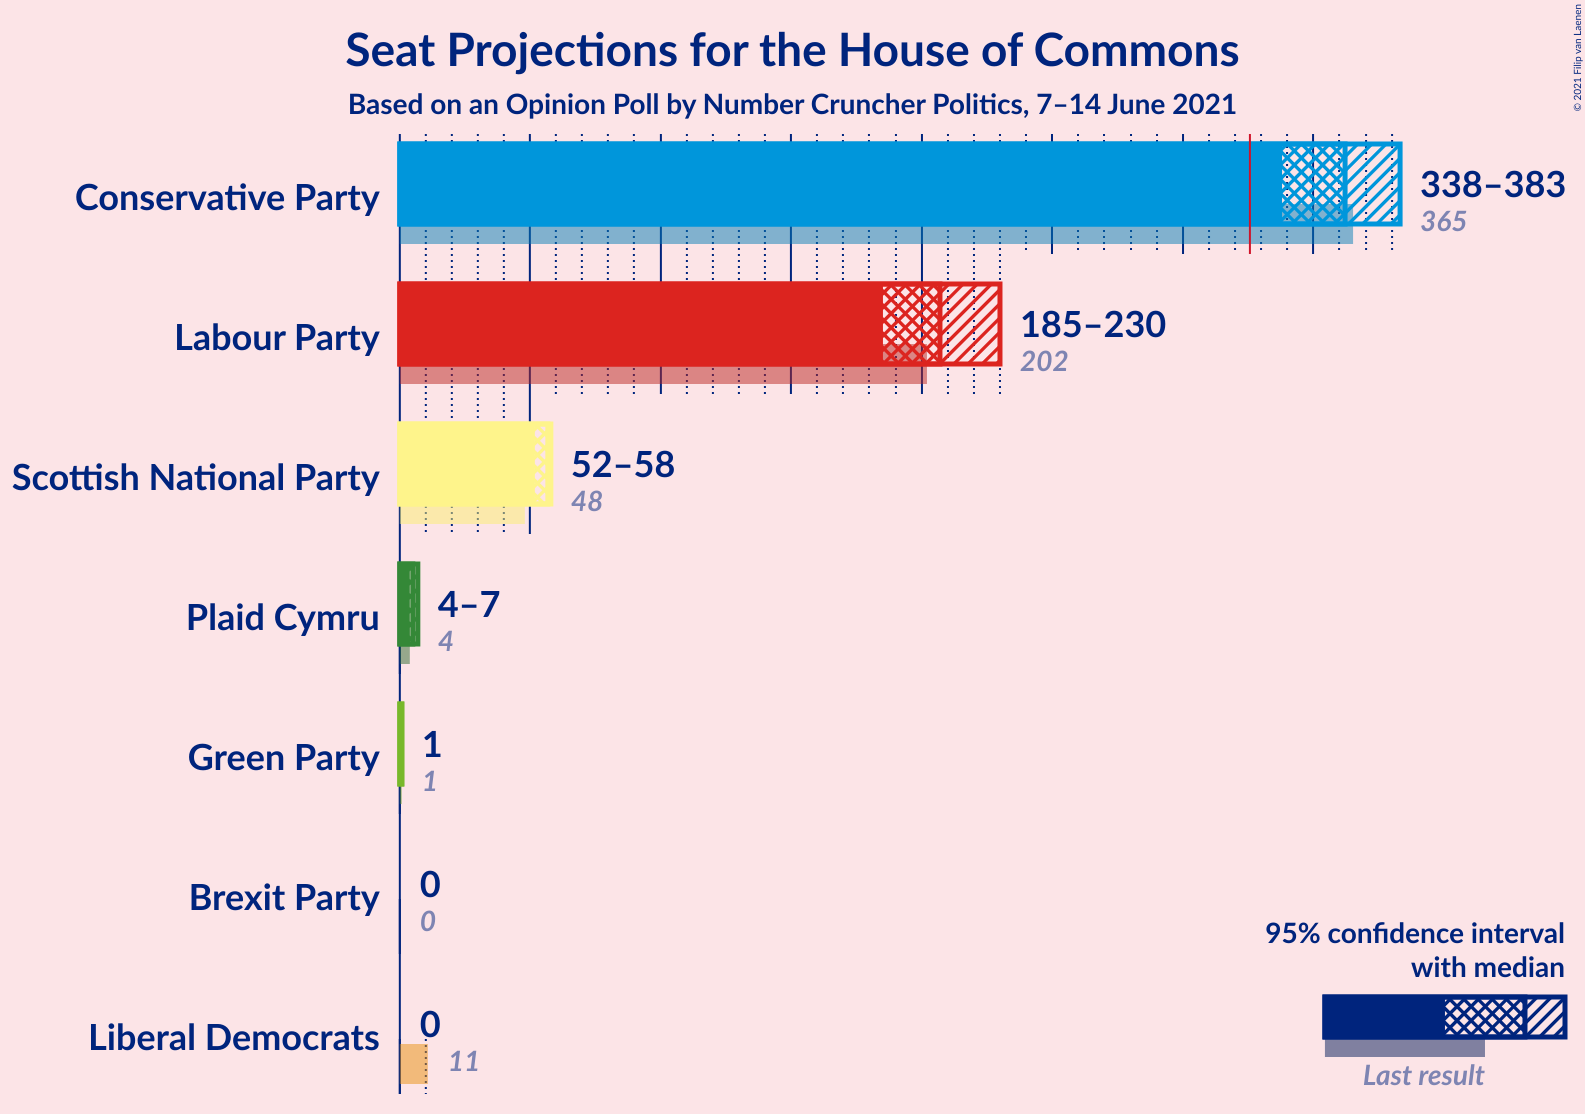 Seat Projections for the House of Commons
Based on an Opinion Poll by Number Cruncher Politics, 7–14 June 2021
© 2021 Filip van Laenen
Conservative Party
338–383
365
Labour Party
185–230
202
Scottish National Party
52–58
48
Plaid Cymru
4–7
4
Green Party
1
1
Brexit Party
0
0
Liberal Democrats
0
11
95% confidence interval
with median
Last result